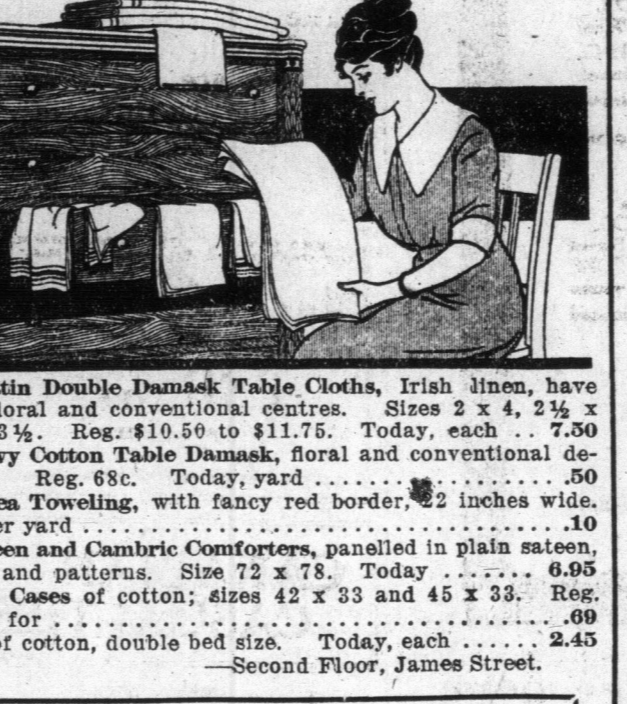 tin Double Damask Table Cloths, Irish linen, have
loral and conventional centres. Sizes 2 x 4, 2½ x
3½. Reg. $10.50 to $11.75. Today, each .. 7.50
vy Cotton Table Damask, floral and conventional de-
Reg. 68c. Today, yard ........ .50
ea Toweling, with fancy red border, 22 inches wide.
er yard ........ .10
een and Cambric Comforters, panelled in plain sateen,
and patterns. Size 72 x 78. Today ....... 6.95
Cases of cotton; sizes 42 x 33 and 45 x 33. Reg.
for ........ .69
of cotton, double bed size. Today, each ...... 2.45
—Second Floor, James Street.